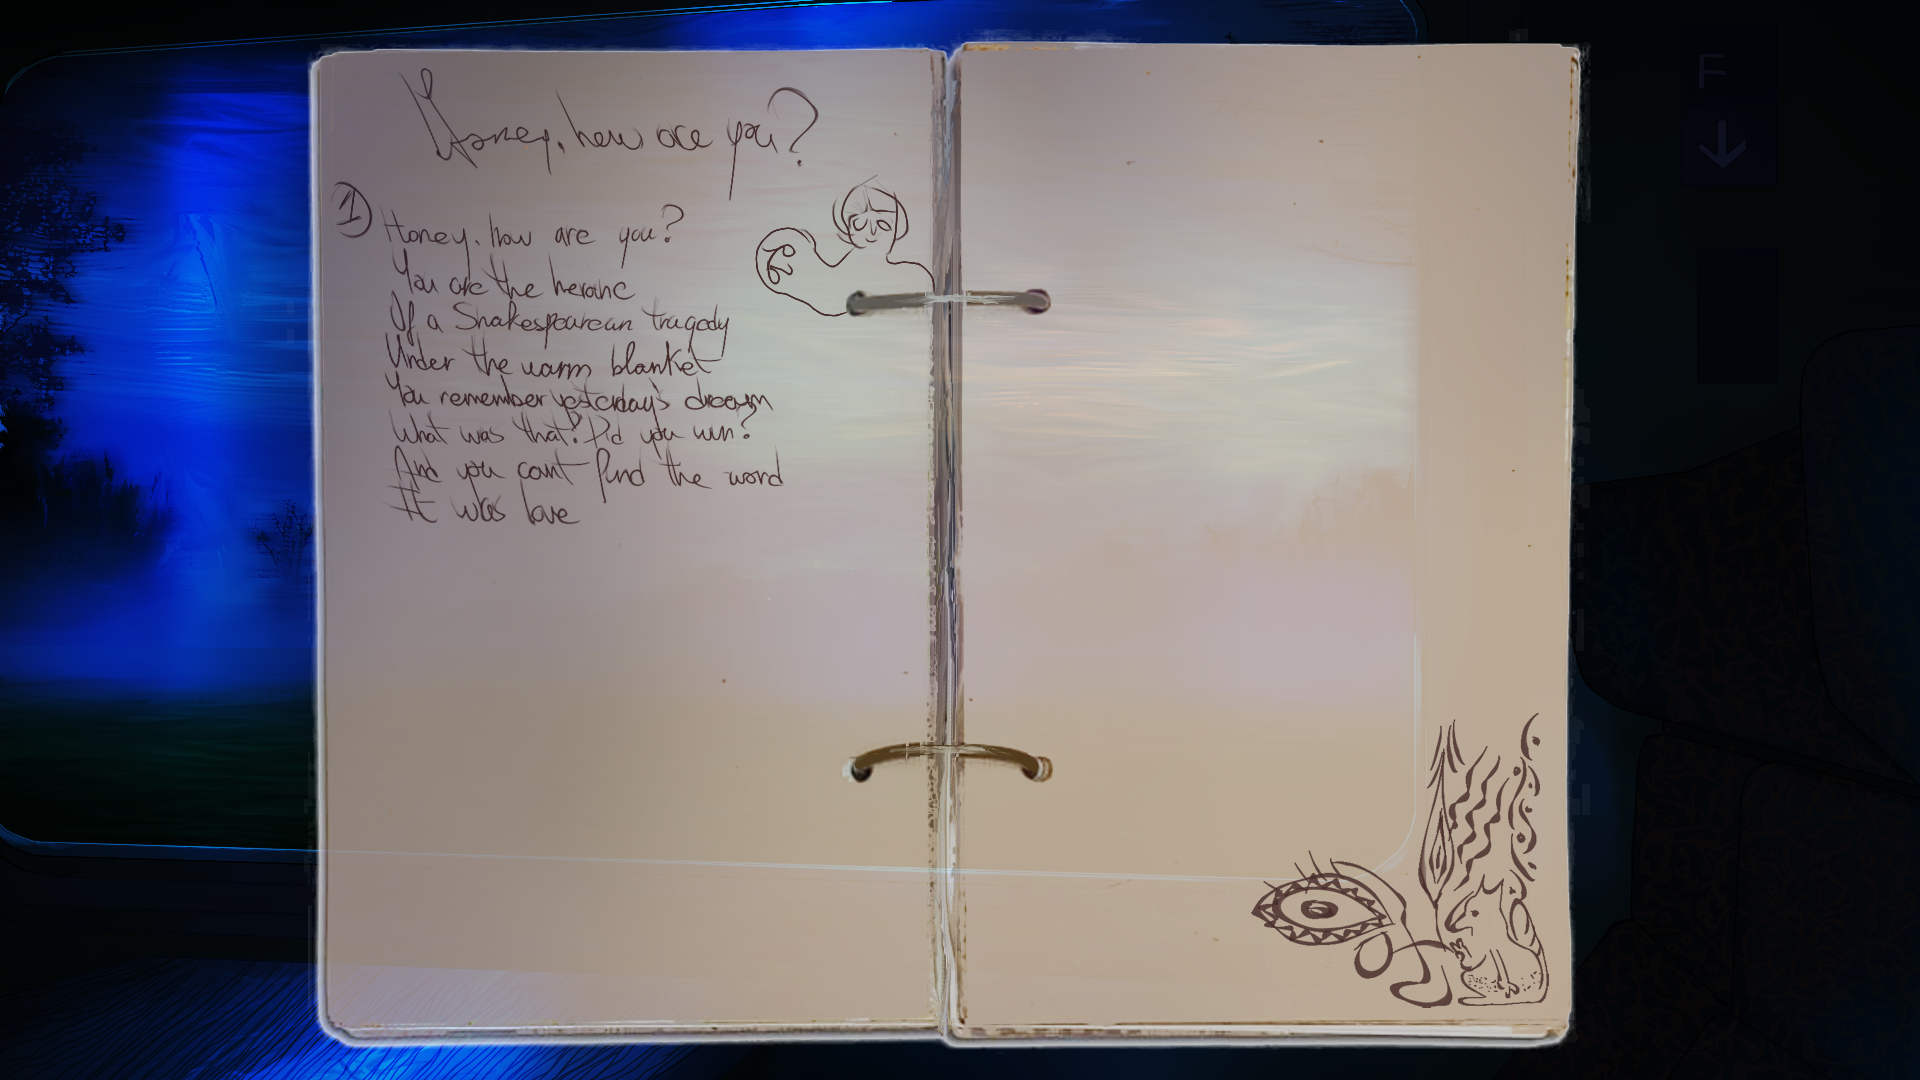 Honey, how are you?
1
Honey, how are you?
You are the heroine
Of a Shakespearean tragedy
Under the warm blanket
You remember yesterday's dream
What was that? Did you win?
And you can't find the word
It was love
F